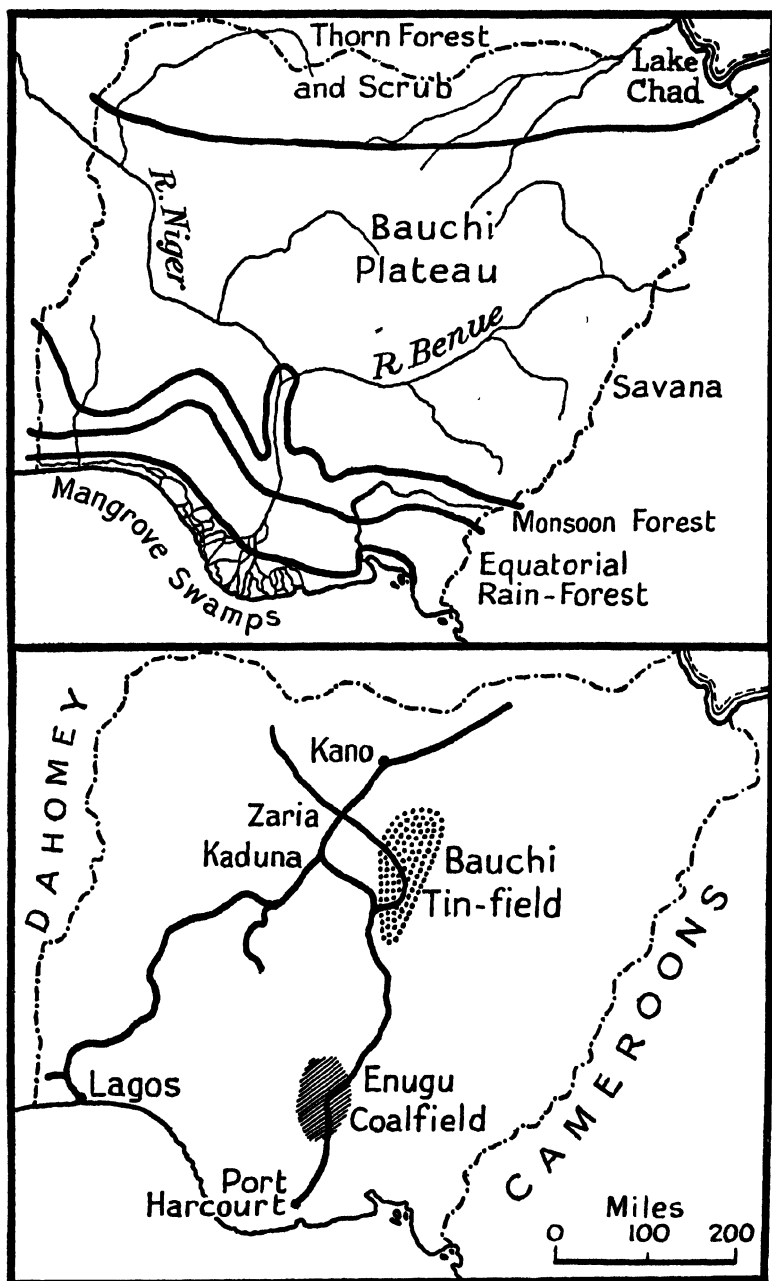 Thorn Forest
and Scrub
Lake
Chad
R. Niger
Bauchi
Plateau
R Benue
Savana
Mangrove Swamps
Monsoon Forest
Equatorial
Rain-Forest
DAHOMEY
Kano
Zaria
Kaduna
Bauchi
Tin-field
CAMEROONS
Lagos
Enugu
Coalfield
Port
Harcourt
Miles
0 100 200